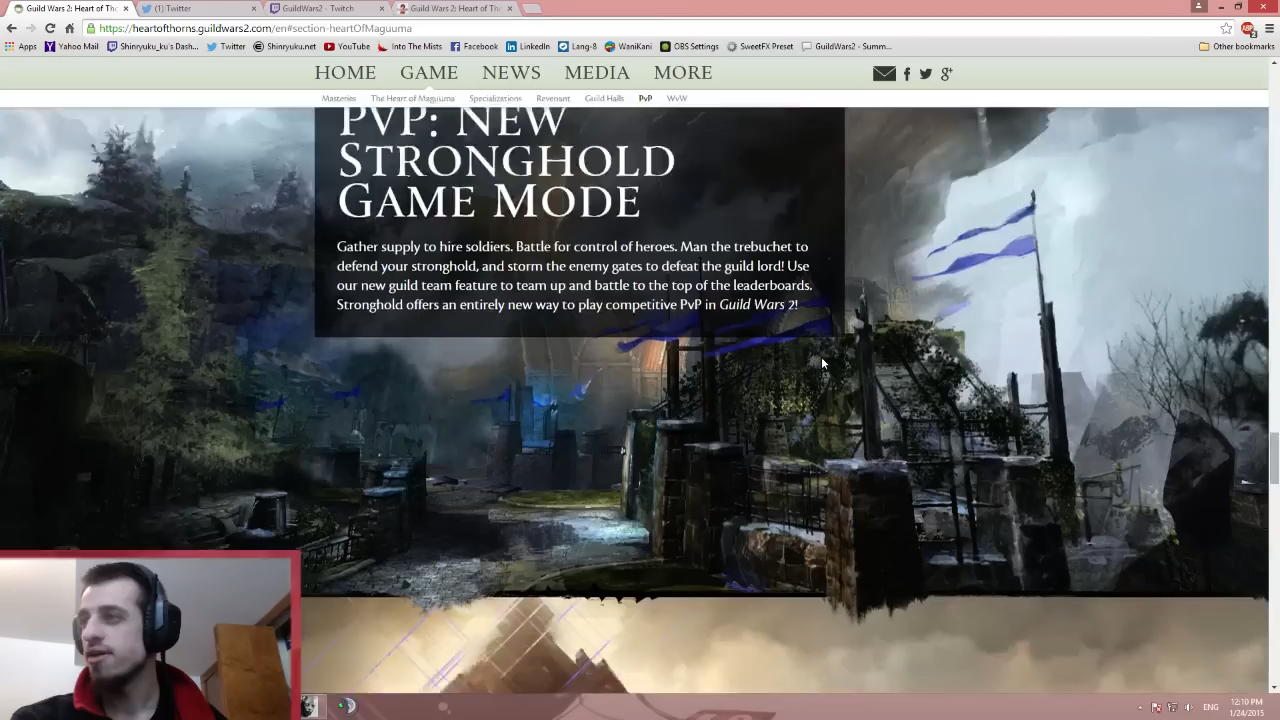 Guild Wars 2: Heart of Th
(1) Twitter
GuildWars2 - Twitch
Guild Wars 2: Heart of Th
https://heartofthorns.guildwars2.com/en#section-heartOfMaguuma
Apps
Yahoo Mail
Shinryuku_ku's Dash...
Twitter
Shinryuku.net
YouTube
Into The Mists
Facebook
LinkedIn
Lang-8
WaniKani
OBS Settings
SweetFX Preset
GuildWars2 - Summ...
Other bookmarks
HOME GAME NEWS MEDIA MORE
Masteries The Heart of Maguuma Specializations Revenant Guild Halls PvP WvW
PVP: NEW
STRONGHOLD
GAME MODE
Gather supply to hire soldiers. Battle for control of heroes. Man the trebuchet to
defend your stronghold, and storm the enemy gates to defeat the guild lord! Use
our new guild team feature to team up and battle to the top of the leaderboards.
Stronghold offers an entirely new way to play competitive PvP in Guild Wars 2!
ENG
12:10 PM
1/24/2015